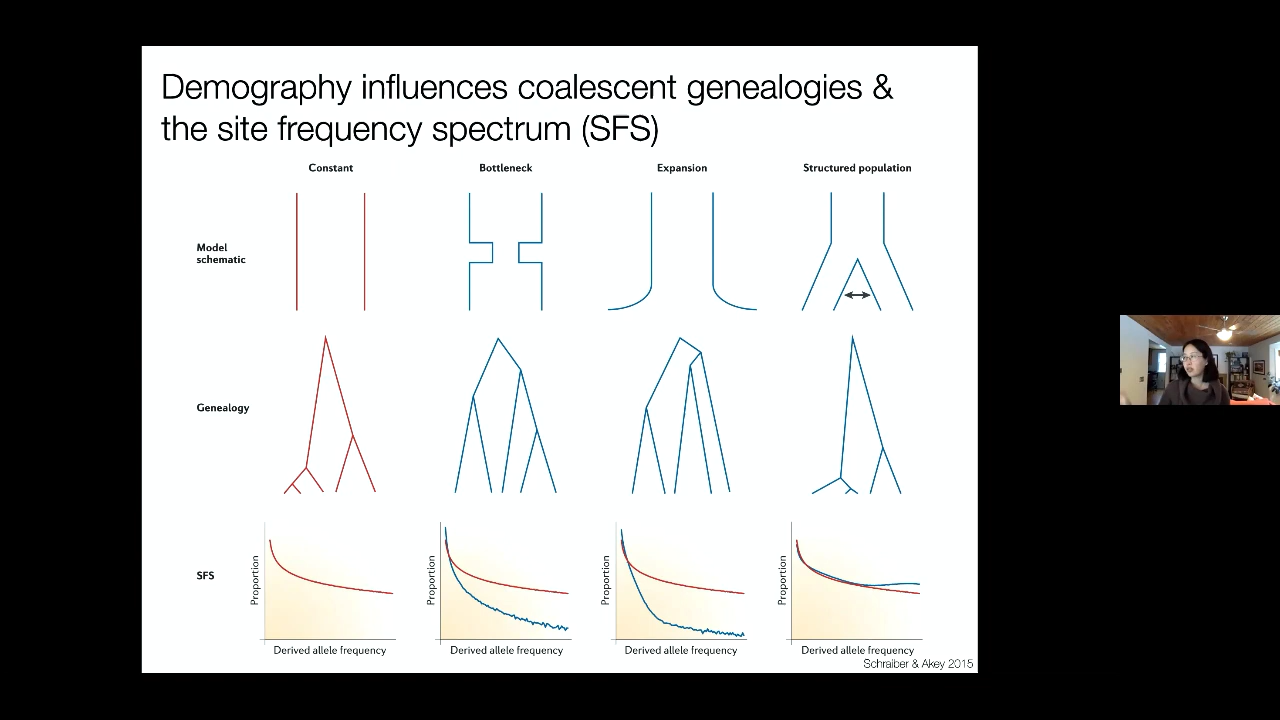 Demography influences coalescent genealogies &
the site frequency spectrum (SFS)
Constant
Bottleneck
Expansion
Structured population
Model
schematic
Genealogy
SFS
Proportion
Proportion
Proportion
Proportion
Derived allele frequency
Derived allele frequency
Derived allele frequency
Derived allele frequency
Schraiber & Akey 2015